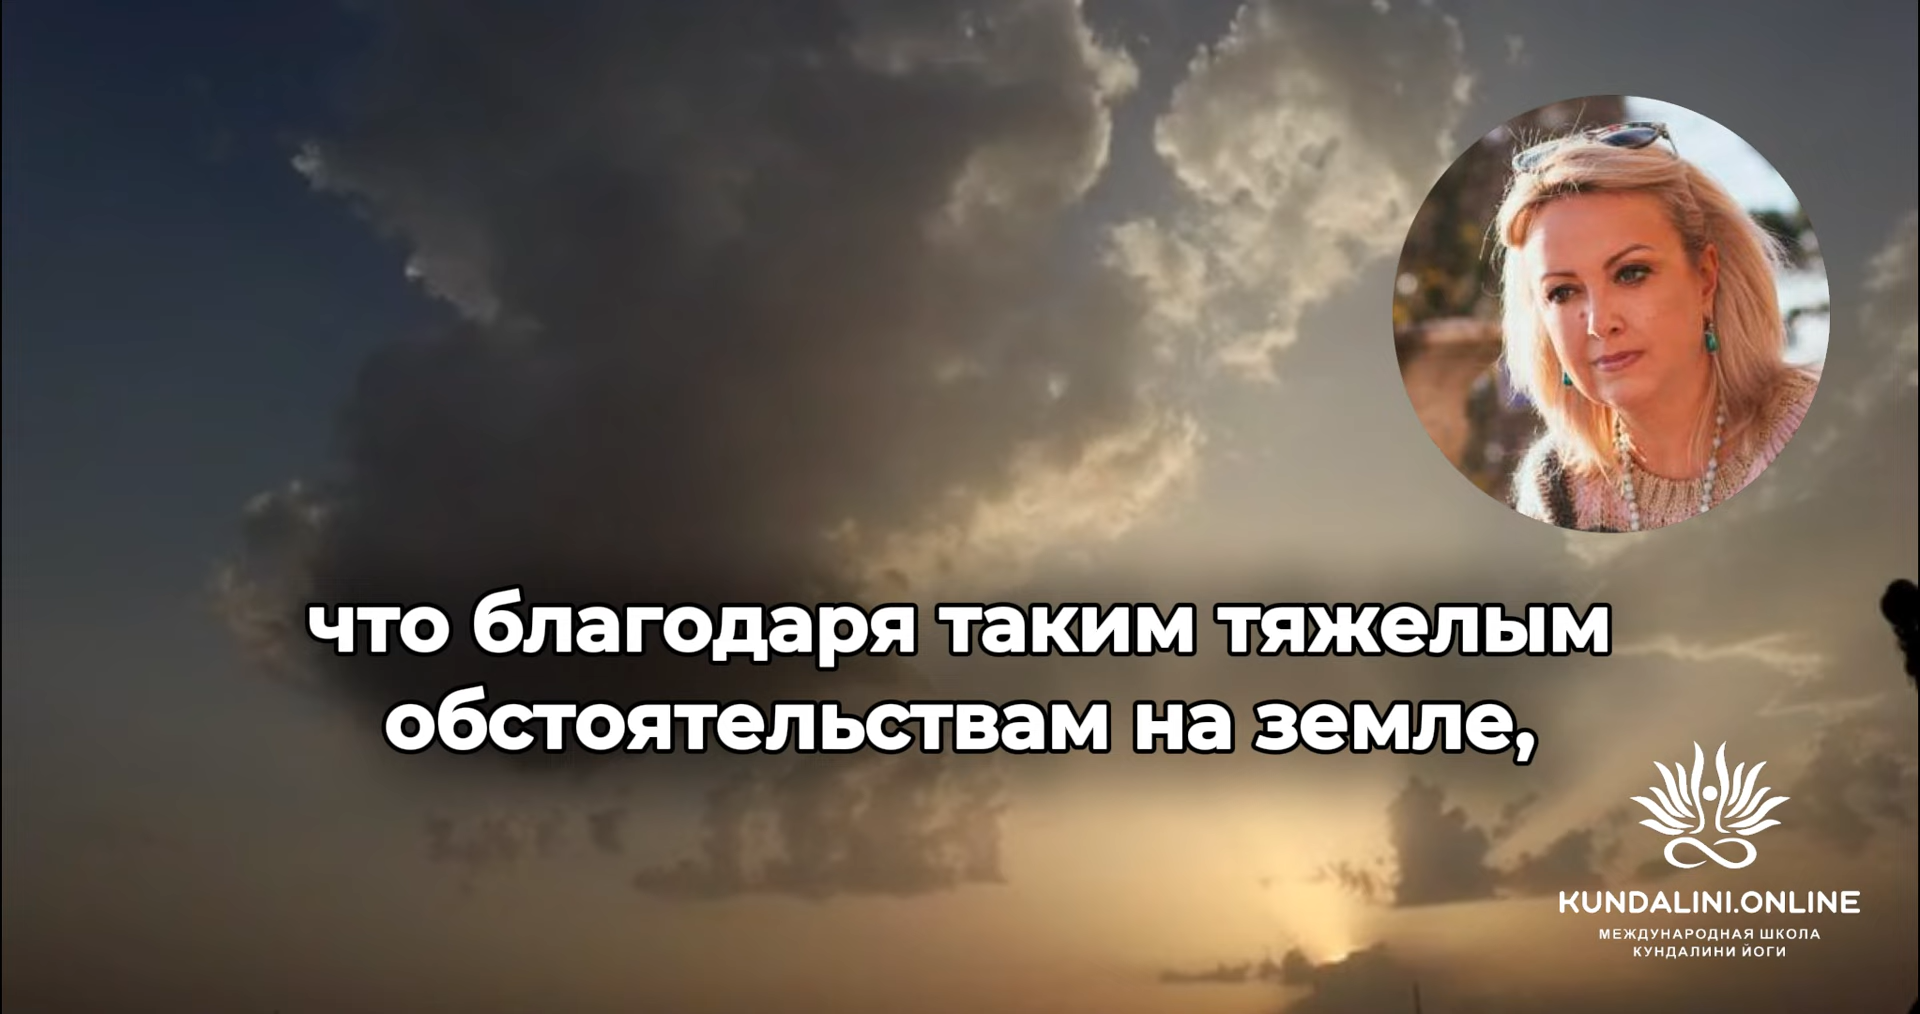 что благодаря таким тяжелым
обстоятельствам на земле,
KUNDALINI.ONLINE
МЕЖДУНАРОДНАЯ ШКОЛА
КУНДАЛИНИ ЙОГИ